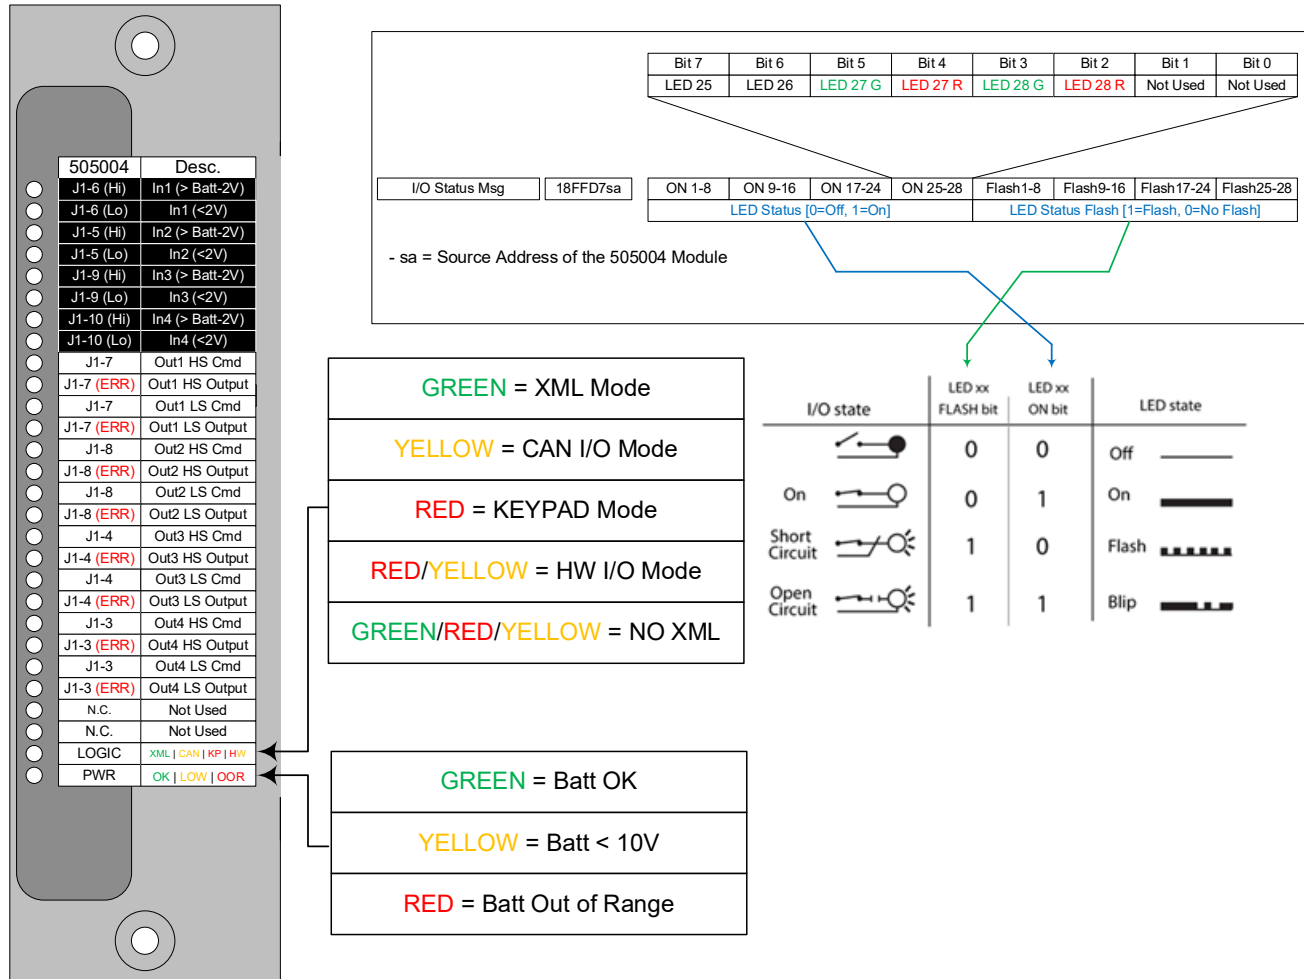 505004 Desc.
J1-6 (Hi) In1 (> Batt-2V)
J1-6 (Lo) In1 (<2V)
J1-5 (Hi) In2 (> Batt-2V)
J1-5 (Lo) In2 (<2V)
J1-9 (Hi) In3 (> Batt-2V)
J1-9 (Lo) In3 (<2V)
J1-10 (Hi) In4 (> Batt-2V)
J1-10 (Lo) In4 (<2V)
J1-7 Out1 HS Cmd
J1-7 (ERR) Out1 HS Output
J1-7 Out1 LS Cmd
J1-7 (ERR) Out1 LS Output
J1-8 Out2 HS Cmd
J1-8 (ERR) Out2 HS Output
J1-8 Out2 LS Cmd
J1-8 (ERR) Out2 LS Output
J1-4 Out3 HS Cmd
J1-4 (ERR) Out3 HS Output
J1-4 Out3 LS Cmd
J1-4 (ERR) Out3 LS Output
J1-3 Out4 HS Cmd
J1-3 (ERR) Out4 HS Output
J1-3 Out4 LS Cmd
J1-3 (ERR) Out4 LS Output
N.C. Not Used
N.C. Not Used
LOGIC XML | CAN | KP | HW
PWR OK | LOW | OOR
Bit 7 Bit 6 Bit 5 Bit 4 Bit 3 Bit 2 Bit 1 Bit 0
LED 25 LED 26 LED 27 G LED 27 R LED 28 G LED 28 R Not Used Not Used
I/O Status Msg 18FFD7sa ON 1-8 ON 9-16 ON 17-24 ON 25-28 Flash1-8 Flash9-16 Flash17-24 Flash25-28
LED Status [0=Off, 1=On] LED Status Flash [1=Flash, 0=No Flash]
- sa = Source Address of the 505004 Module
GREEN = XML Mode
YELLOW = CAN I/O Mode
RED = KEYPAD Mode
RED/YELLOW = HW I/O Mode
GREEN/RED/YELLOW = NO XML
LED xx LED xx
I/O state FLASH bit ON bit LED state
0 0 Off
On 0 1 On
Short
Circuit 1 0 Flash
Open
Circuit 1 1 Blip
GREEN = Batt OK
YELLOW = Batt < 10V
RED = Batt Out of Range